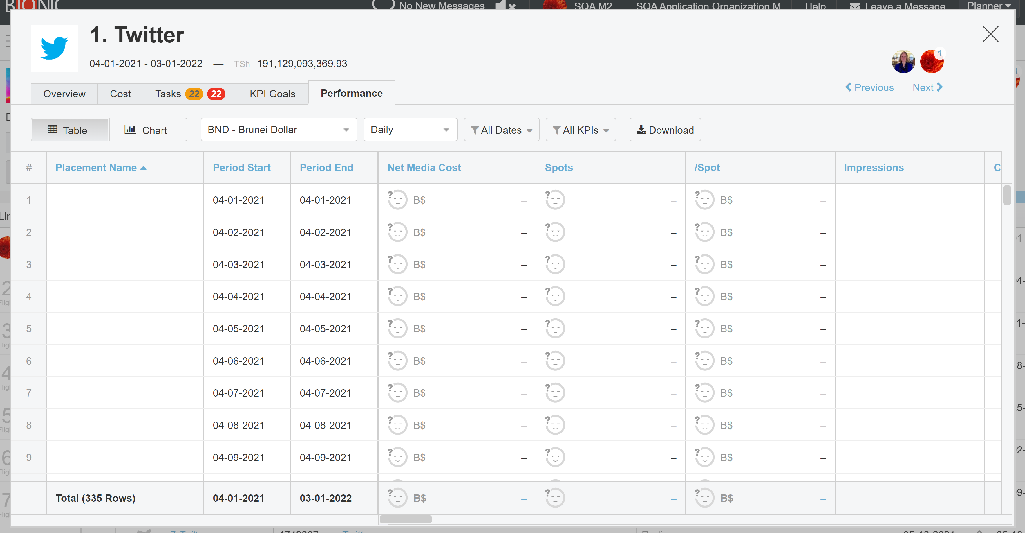 BIONIC No New Messages SQA M2 SQA Application Organization M Help Leave a Message Planner
1. Twitter
04-01-2021 - 03-01-2022 — TSh 191,129,093,369.93
1
Previous Next
Overview Cost Tasks 22 22 KPI Goals Performance
Table Chart BND - Brunei Dollar Daily All Dates All KPIs Download
# Placement Name Period Start Period End Net Media Cost Spots /Spot Impressions C
1 04-01-2021 04-01-2021 ? B$ – ? – ? B$ –
2 04-02-2021 04-02-2021 ? B$ – ? – ? B$ –
3 04-03-2021 04-03-2021 ? B$ – ? – ? B$ –
4 04-04-2021 04-04-2021 ? B$ – ? – ? B$ –
5 04-05-2021 04-05-2021 ? B$ – ? – ? B$ –
6 04-06-2021 04-06-2021 ? B$ – ? – ? B$ –
7 04-07-2021 04-07-2021 ? B$ – ? – ? B$ –
8 04-08-2021 04-08-2021 ? B$ – ? – ? B$ –
9 04-09-2021 04-09-2021 ? B$ – ? – ? B$ –
Total (335 Rows) 04-01-2021 03-01-2022 ? B$ – ? – ? B$ –